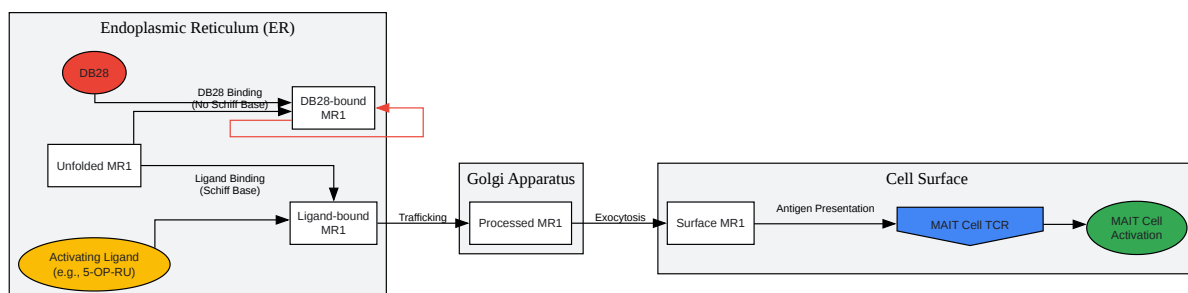 Endoplasmic Reticulum (ER)
DB28
DB28 Binding
(No Schiff Base)
DB28-bound
MR1
Unfolded MR1
Ligand Binding
(Schiff Base)
Ligand-bound
MR1
Activating Ligand
(e.g., 5-OP-RU)
Trafficking
Golgi Apparatus
Processed MR1
Exocytosis
Cell Surface
Surface MR1
Antigen Presentation
MAIT Cell TCR
MAIT Cell
Activation